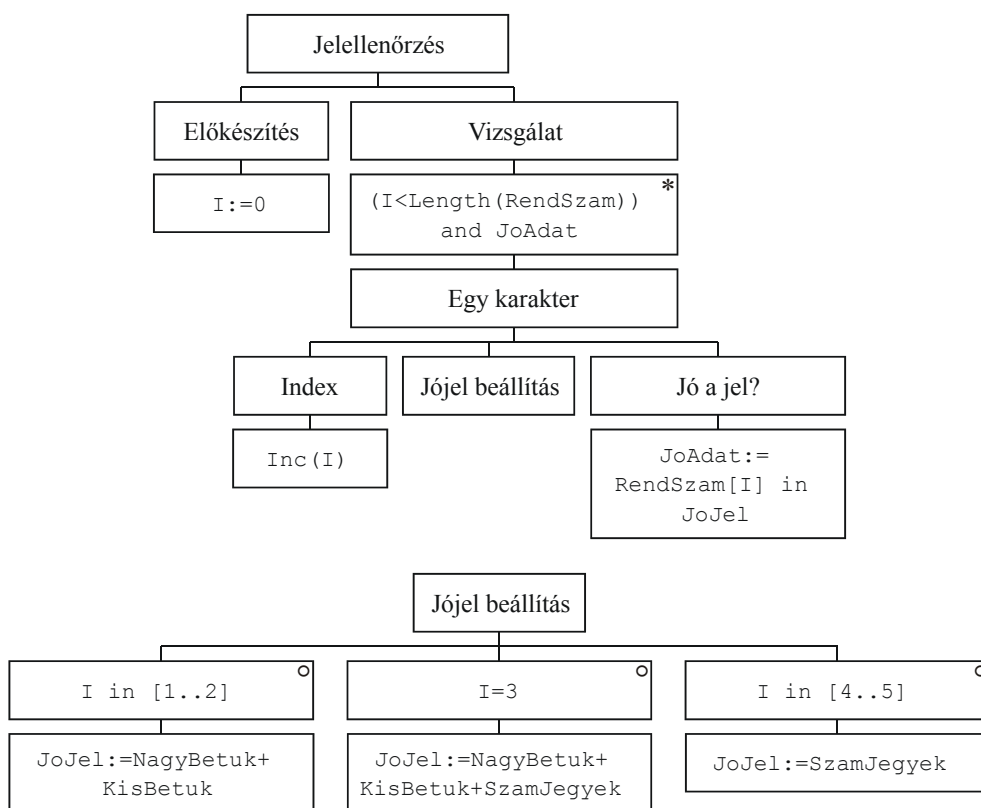 Jelellenőrzés
Előkészítés
Vizsgálat
I:=0
*
(I<Length(RendSzam))
and JoAdat
Egy karakter
Index
Jójel beállítás
Jó a jel?
Inc(I)
JoAdat:=
RendSzam[I] in
JoJel
Jójel beállítás
I in [1..2]
I=3
I in [4..5]
JoJel:=NagyBetuk+
KisBetuk
JoJel:=NagyBetuk+
KisBetuk+SzamJegyek
JoJel:=SzamJegyek